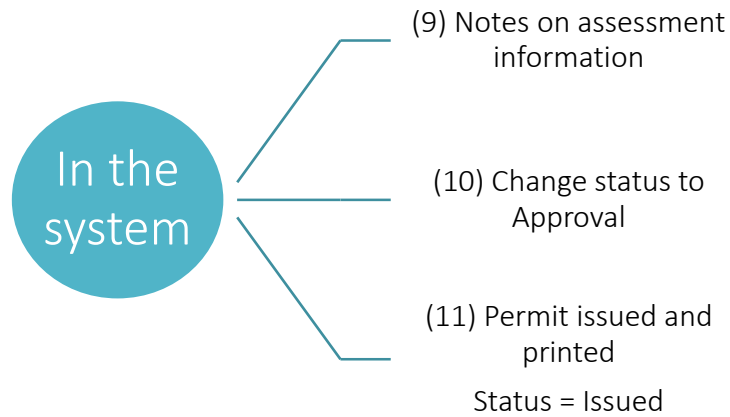 In the
system
(9) Notes on assessment
information
(10) Change status to
Approval
(11) Permit issued and
printed
Status = Issued